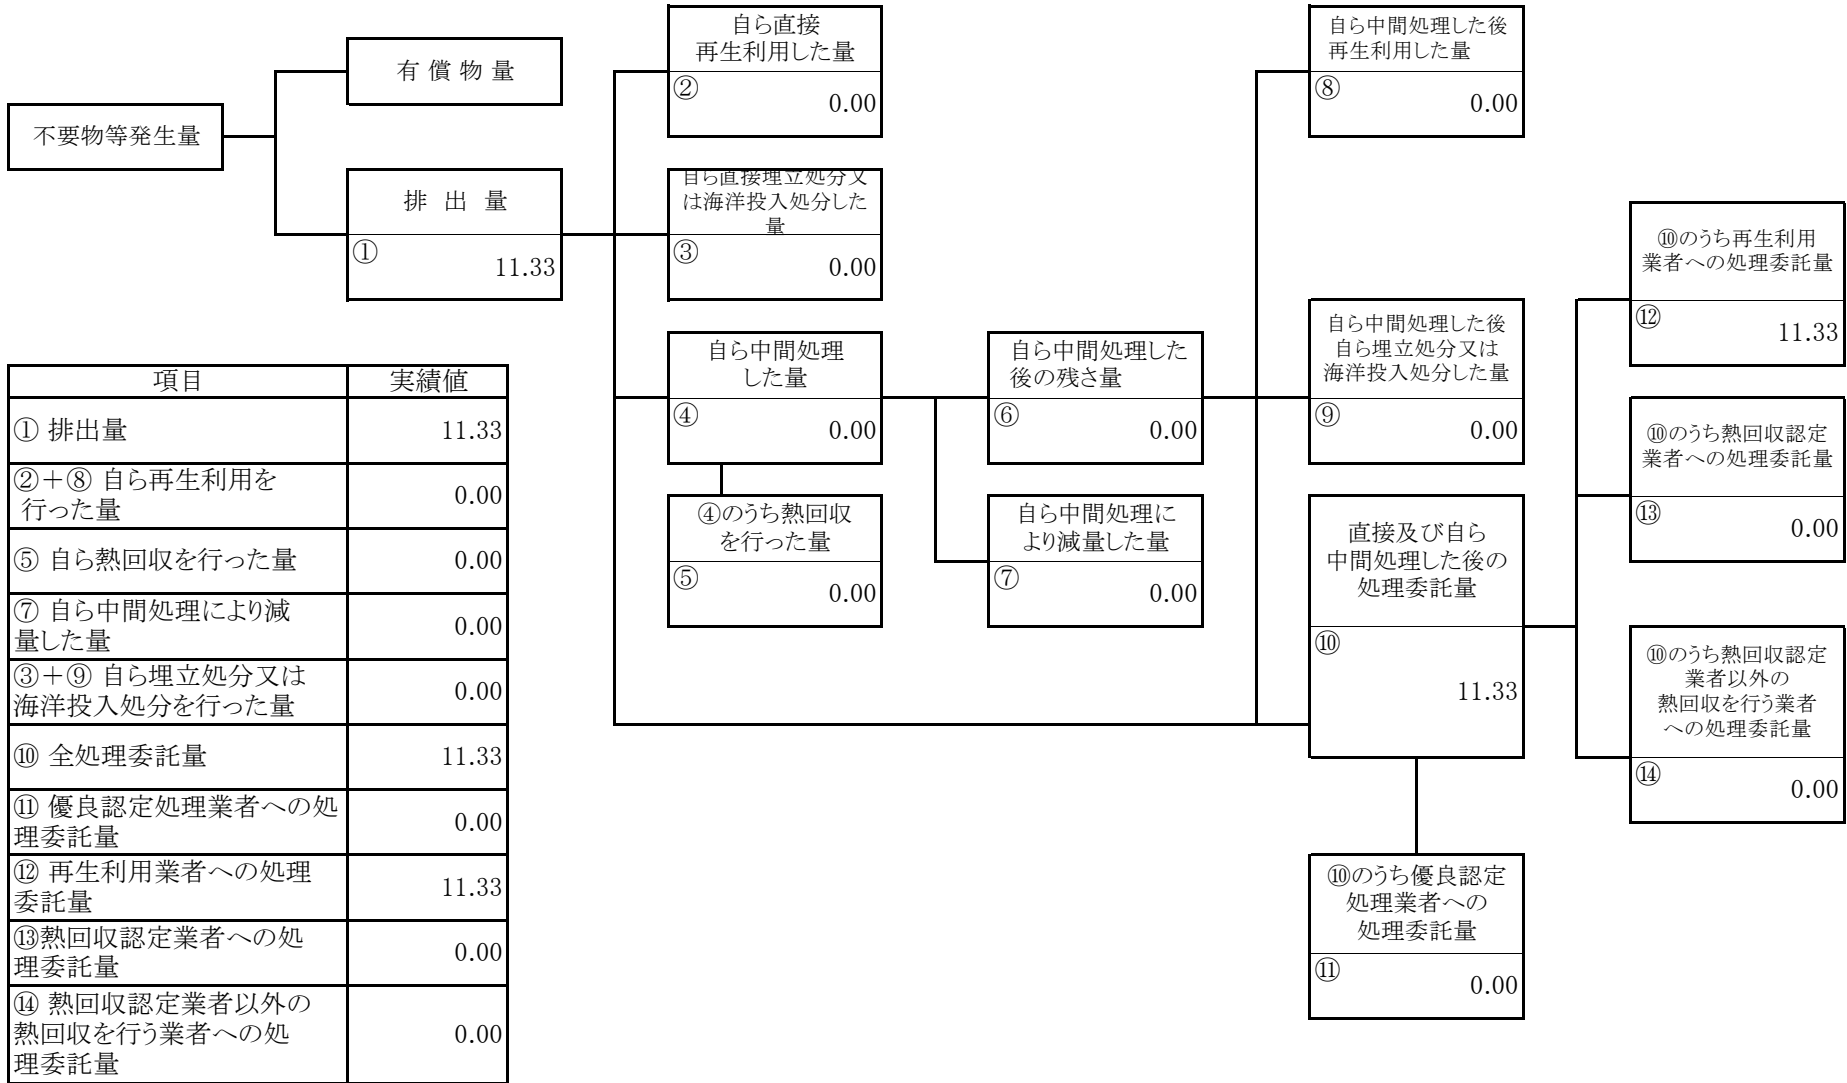 自ら直接
再生利用した量
②
0.00
自ら中間処理した後
再生利用した量
⑧
0.00
有 償 物 量
不要物等発生量
排 出 量
①
11.33
自ら直接埋立処分又
は海洋投入処分した
量
③
0.00
⑩のうち再生利用
業者への処理委託量
⑫
11.33
自ら中間処理
した量
④
0.00
自ら中間処理した
後の残さ量
⑥
0.00
自ら中間処理した後
自ら埋立処分又は
海洋投入処分した量
⑨
0.00
⑩のうち熱回収認定
業者への処理委託量
⑬
0.00
④のうち熱回収
を行った量
⑤
0.00
自ら中間処理に
より減量した量
⑦
0.00
直接及び自ら
中間処理した後の
処理委託量
⑩
11.33
⑩のうち熱回収認定
業者以外の
熱回収を行う業者
への処理委託量
⑭
0.00
⑩のうち優良認定
処理業者への
処理委託量
⑪
0.00
項目 実績値
① 排出量 11.33
②+⑧ 自ら再生利用を
行った量 0.00
⑤ 自ら熱回収を行った量 0.00
⑦ 自ら中間処理により減
量した量 0.00
③+⑨ 自ら埋立処分又は
海洋投入処分を行った量 0.00
⑩ 全処理委託量 11.33
⑪ 優良認定処理業者への処
理委託量 0.00
⑫ 再生利用業者への処理
委託量 11.33
⑬熱回収認定業者への処
理委託量 0.00
⑭ 熱回収認定業者以外の
熱回収を行う業者への処
理委託量 0.00